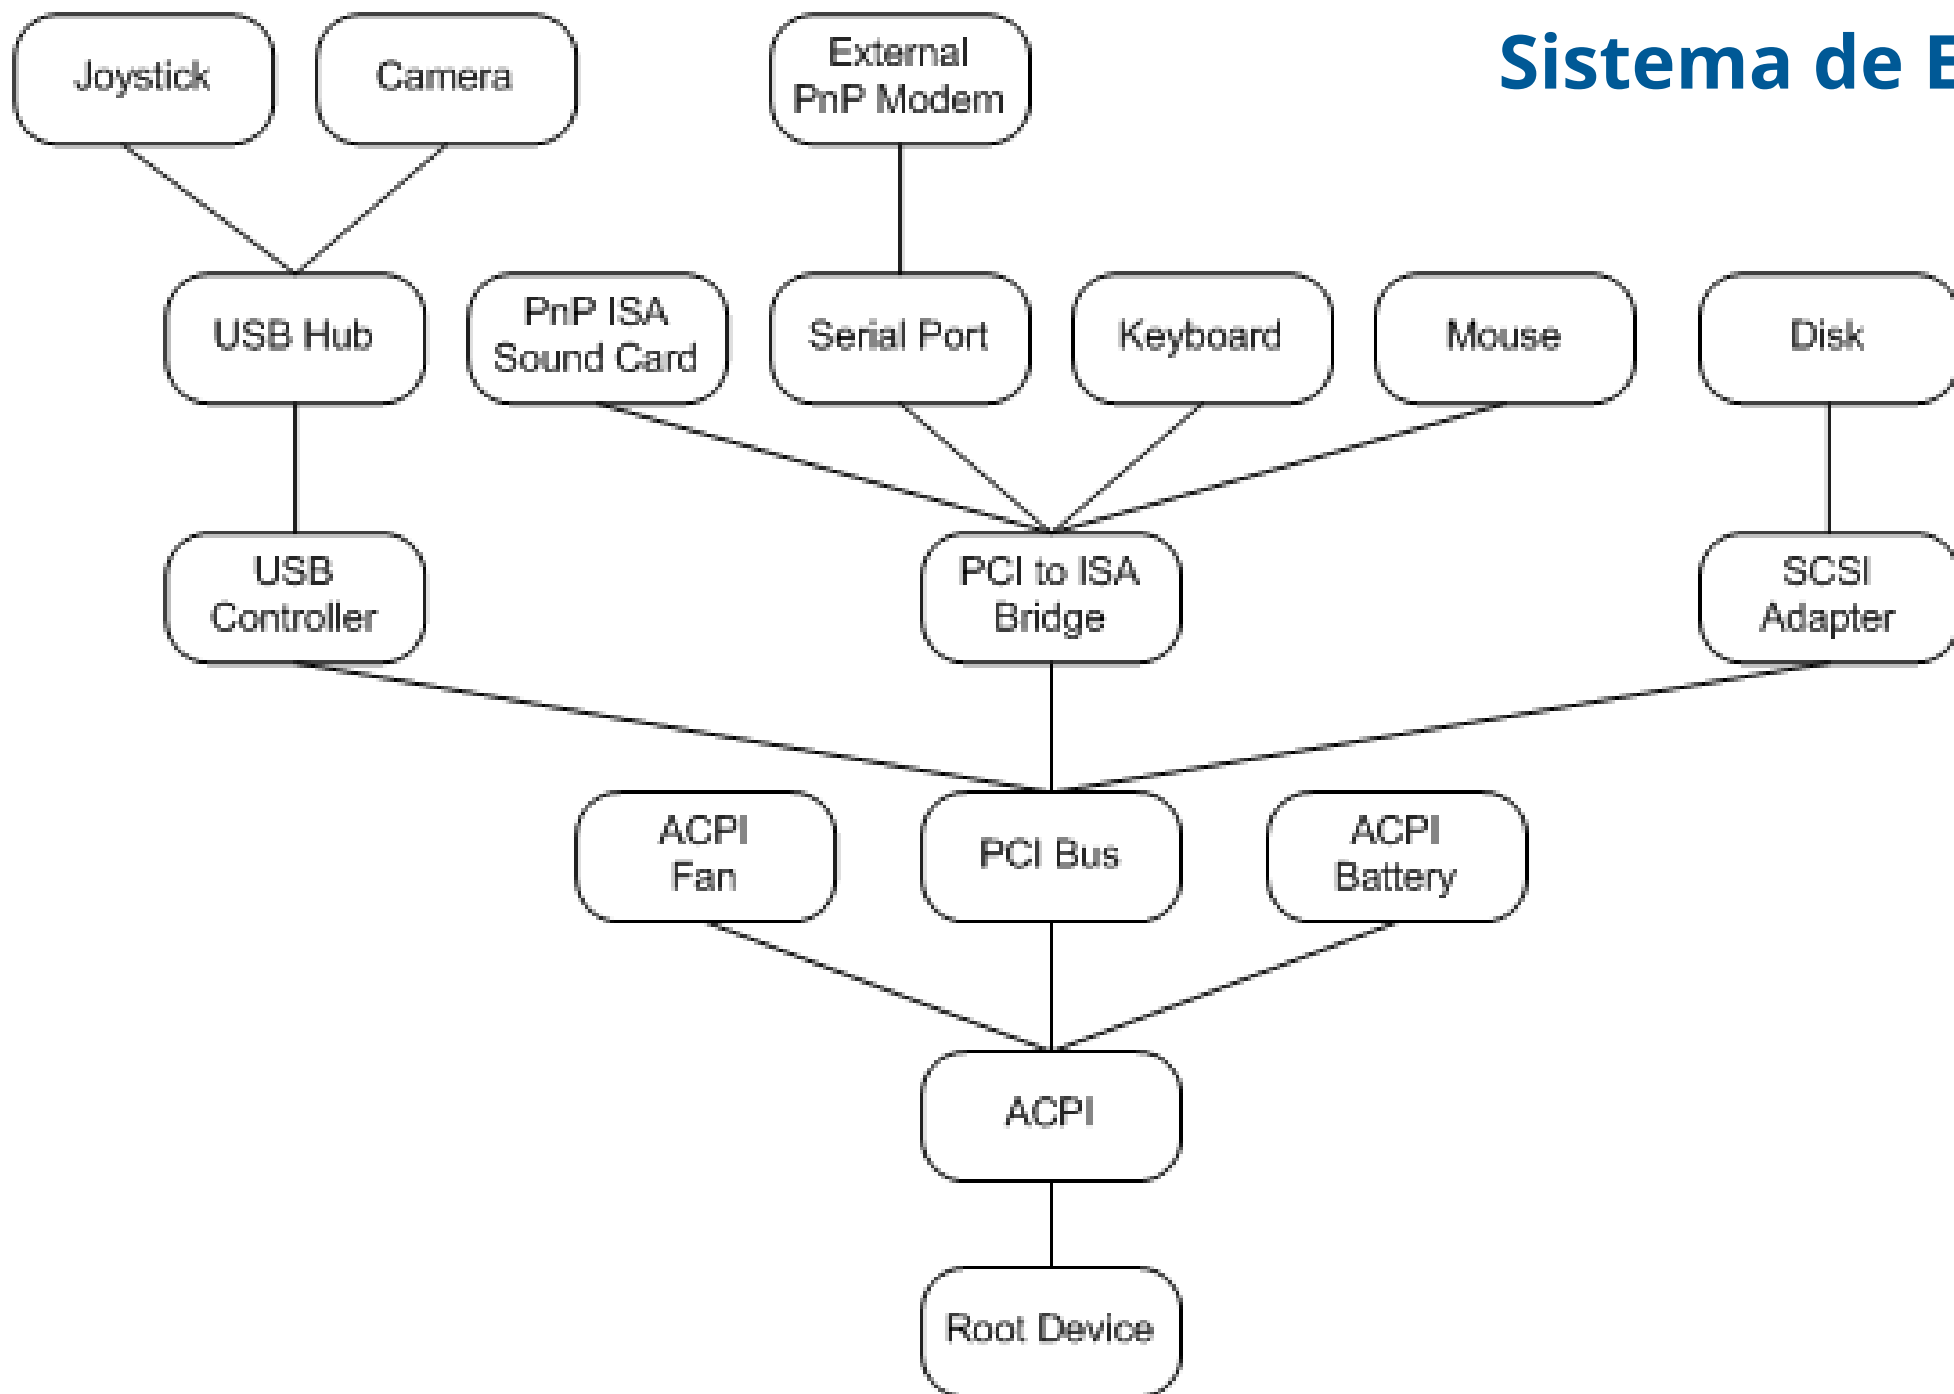 Sistema de E
Joystick
Camera
External
PnP Modem
USB Hub
PnP ISA
Sound Card
Serial Port
Keyboard
Mouse
Disk
USB
Controller
PCI to ISA
Bridge
SCSI
Adapter
ACPI
Fan
PCI Bus
ACPI
Battery
ACPI
Root Device